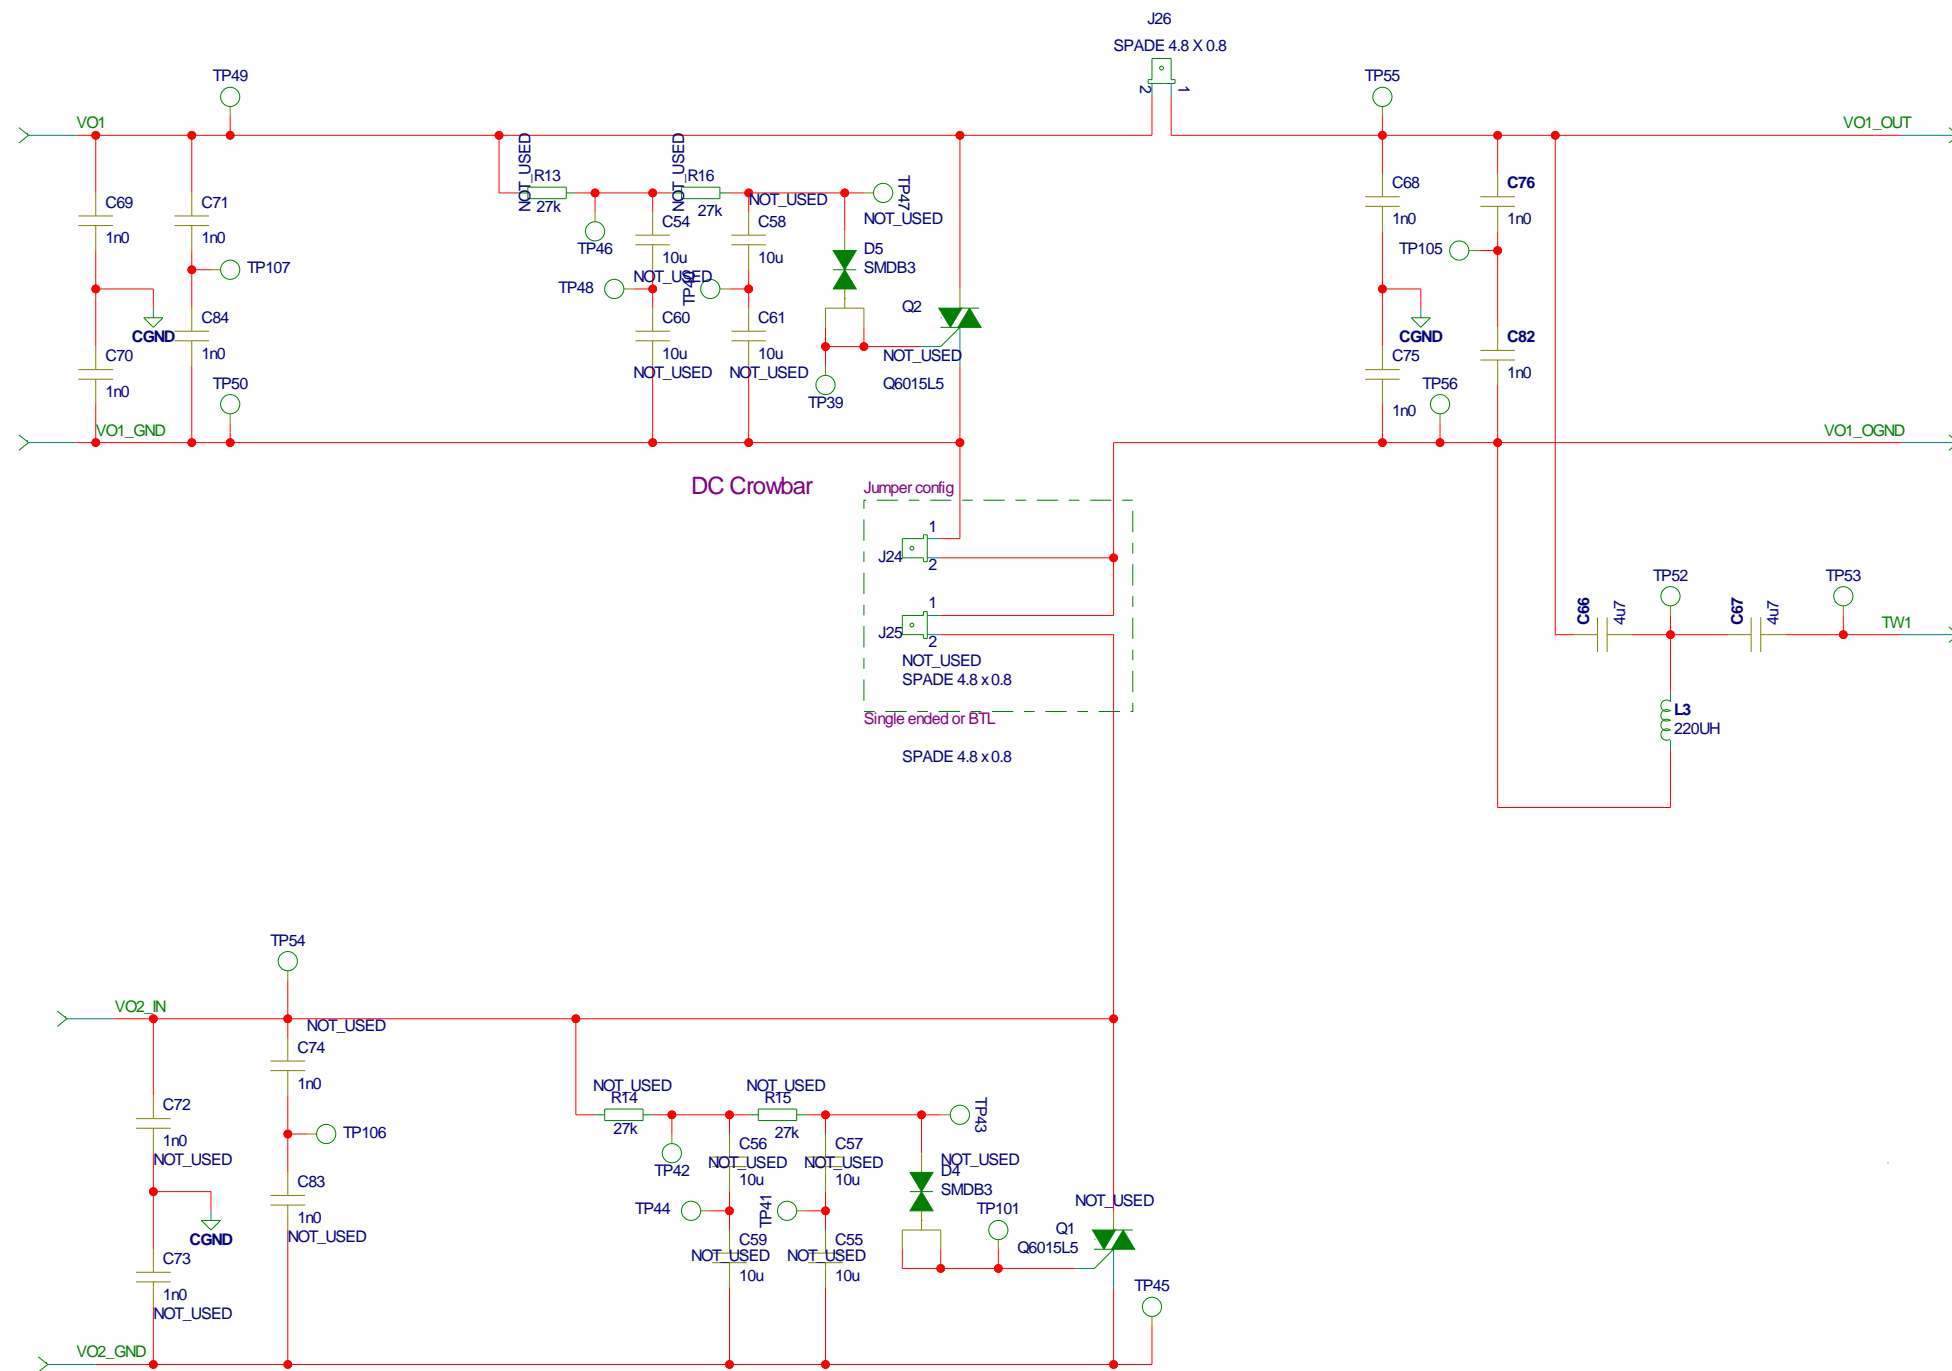 J26
SPADE 4.8 X 0.8
2
1
TP49
TP55
VO1
VO1_OUT
NOT_USED
R13
27k
NOT_USED
R16
27k
NOT_USED
TP47
NOT_USED
C69
1n0
C71
1n0
TP107
TP46
C54
10u
NOT_USED
C58
10u
D5
SMDB3
C68
1n0
C76
1n0
TP105
TP48
C84
1n0
CGND
C60
10u
NOT_USED
C61
10u
NOT_USED
Q2
NOT_USED
Q6015L5
CGND
C82
1n0
C70
1n0
TP50
TP39
C75
1n0
TP56
VO1_GND
VO1_OGND
DC Crowbar
Jumper config
1
J24
2
1
J25
2
NOT_USED
SPADE 4.8 x 0.8
Single ended or BTL
SPADE 4.8 x 0.8
TP52
TP53
C66
4u7
C67
4u7
TW1
L3
220UH
TP54
VO2_IN
NOT_USED
C74
1n0
NOT_USED
R14
27k
NOT_USED
R15
27k
TP43
C72
1n0
NOT_USED
TP106
TP42
C56
NOT_USED
10u
C57
NOT_USED
10u
NOT_USED
D4
SMDB3
C83
1n0
NOT_USED
TP44
TP41
TP101
NOT_USED
Q1
Q6015L5
CGND
C73
1n0
NOT_USED
C59
NOT_USED
10u
C55
NOT_USED
10u
TP45
VO2_GND